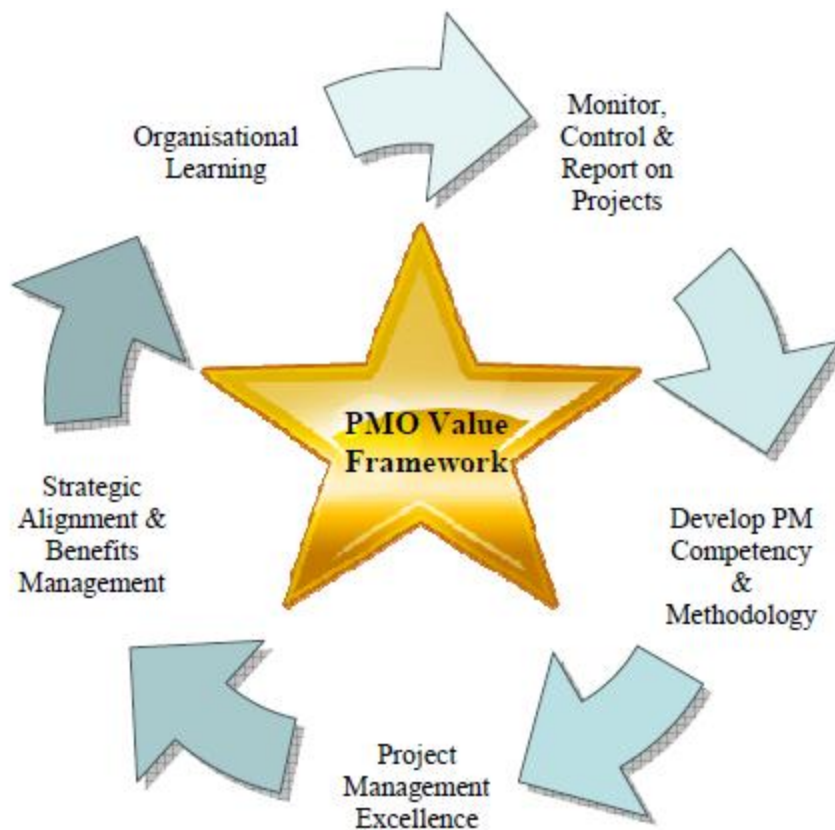 Organisational
Learning
Monitor,
Control &
Report on
Projects
PMO Value
Framework
Strategic
Alignment &
Benefits
Management
Develop PM
Competency
&
Methodology
Project
Management
Excellence